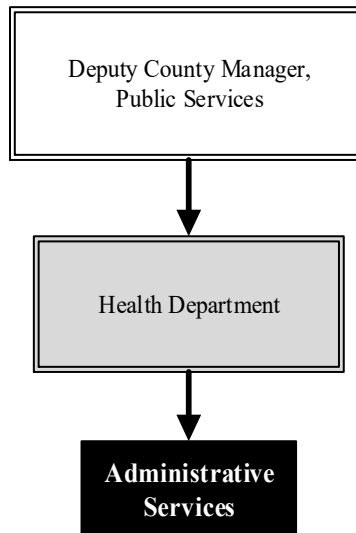 Deputy County Manager,
Public Services
Health Department
Administrative
Services